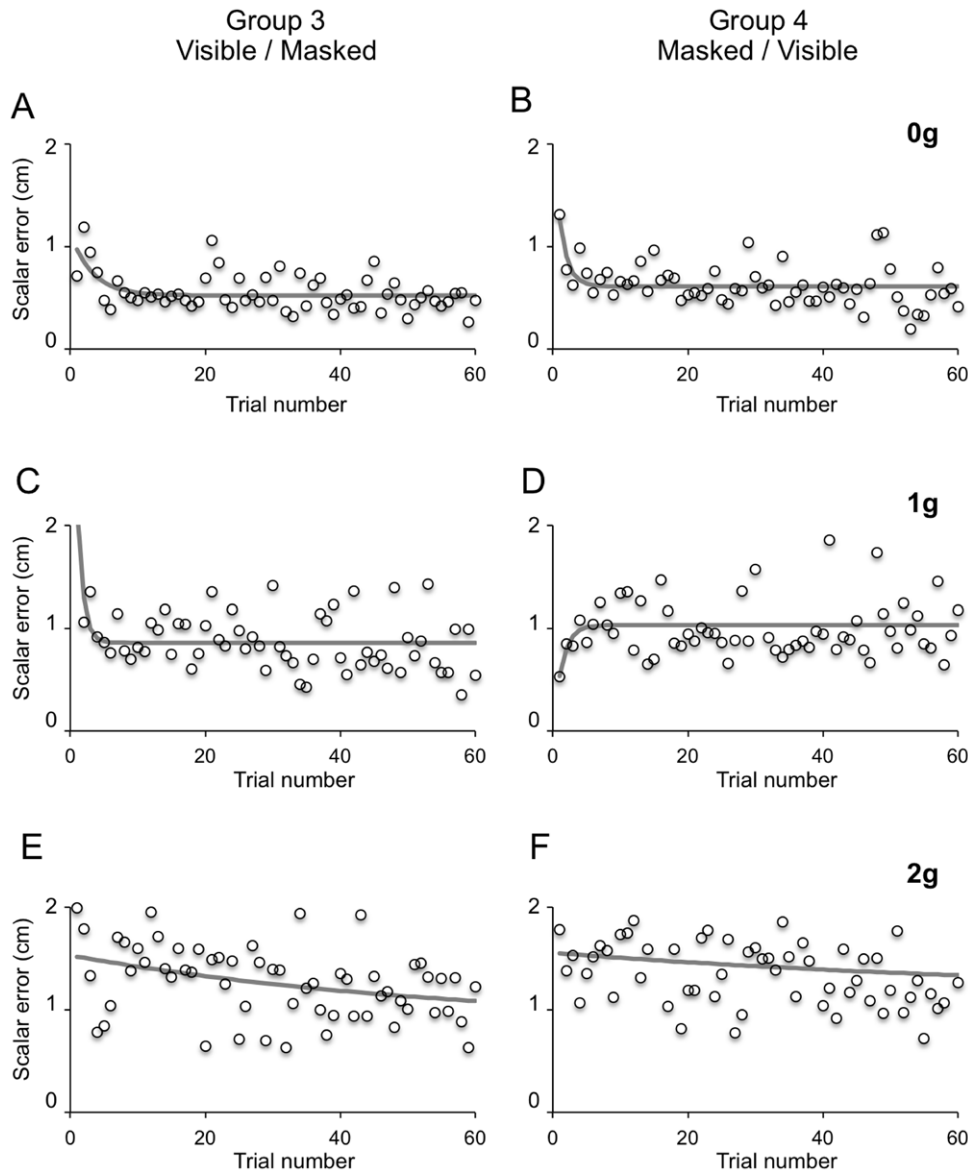 Group 3
Visible / Masked
Group 4
Masked / Visible
A
Scalar error (cm)
2
1
0
0 20 40 60
Trial number
B
0g
2
1
0
0 20 40 60
Trial number
C
Scalar error (cm)
2
1
0
0 20 40 60
Trial number
D
1g
2
1
0
0 20 40 60
Trial number
E
Scalar error (cm)
2
1
0
0 20 40 60
Trial number
F
2g
2
1
0
0 20 40 60
Trial number